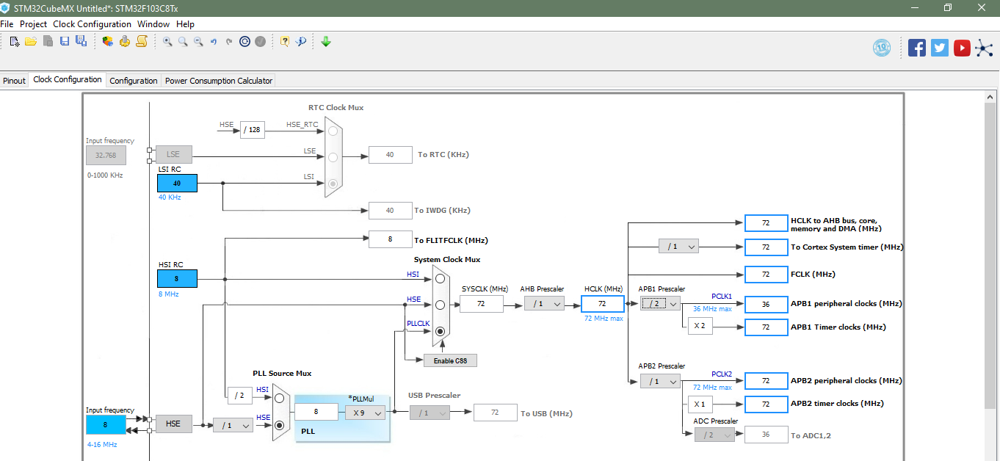 STM32CubeMX Untitled*: STM32F103C8Tx
File Project Clock Configuration Window Help
10
Pinout Clock Configuration Configuration Power Consumption Calculator
RTC Clock Mux
HSE
/ 128
HSE_RTC
Input frequency
32.768
0-1000 KHz
LSE
LSE
40
To RTC (KHz)
LSI RC
40
40 KHz
LSI
40
To IWDG (KHz)
8
To FLITFCLK (MHz)
System Clock Mux
HSI RC
8
8 MHz
HSI
HSE
PLLCLK
Enable CSS
SYSCLK (MHz)
72
AHB Prescaler
/ 1
HCLK (MHz)
72
72 MHz max
72
HCLK to AHB bus, core,
memory and DMA (MHz)
/ 1
72
To Cortex System timer (MHz)
72
FCLK (MHz)
APB1 Prescaler
/ 2
PCLK1
36 MHz max
36
APB1 peripheral clocks (MHz)
X 2
72
APB1 Timer clocks (MHz)
APB2 Prescaler
/ 1
PCLK2
72 MHz max
72
APB2 peripheral clocks (MHz)
X 1
72
APB2 timer clocks (MHz)
ADC Prescaler
/ 2
36
To ADC1,2
PLL Source Mux
/ 2
HSI
Input frequency
8
4-16 MHz
HSE
/ 1
HSE
8
*PLLMul
X 9
PLL
USB Prescaler
/ 1
72
To USB (MHz)